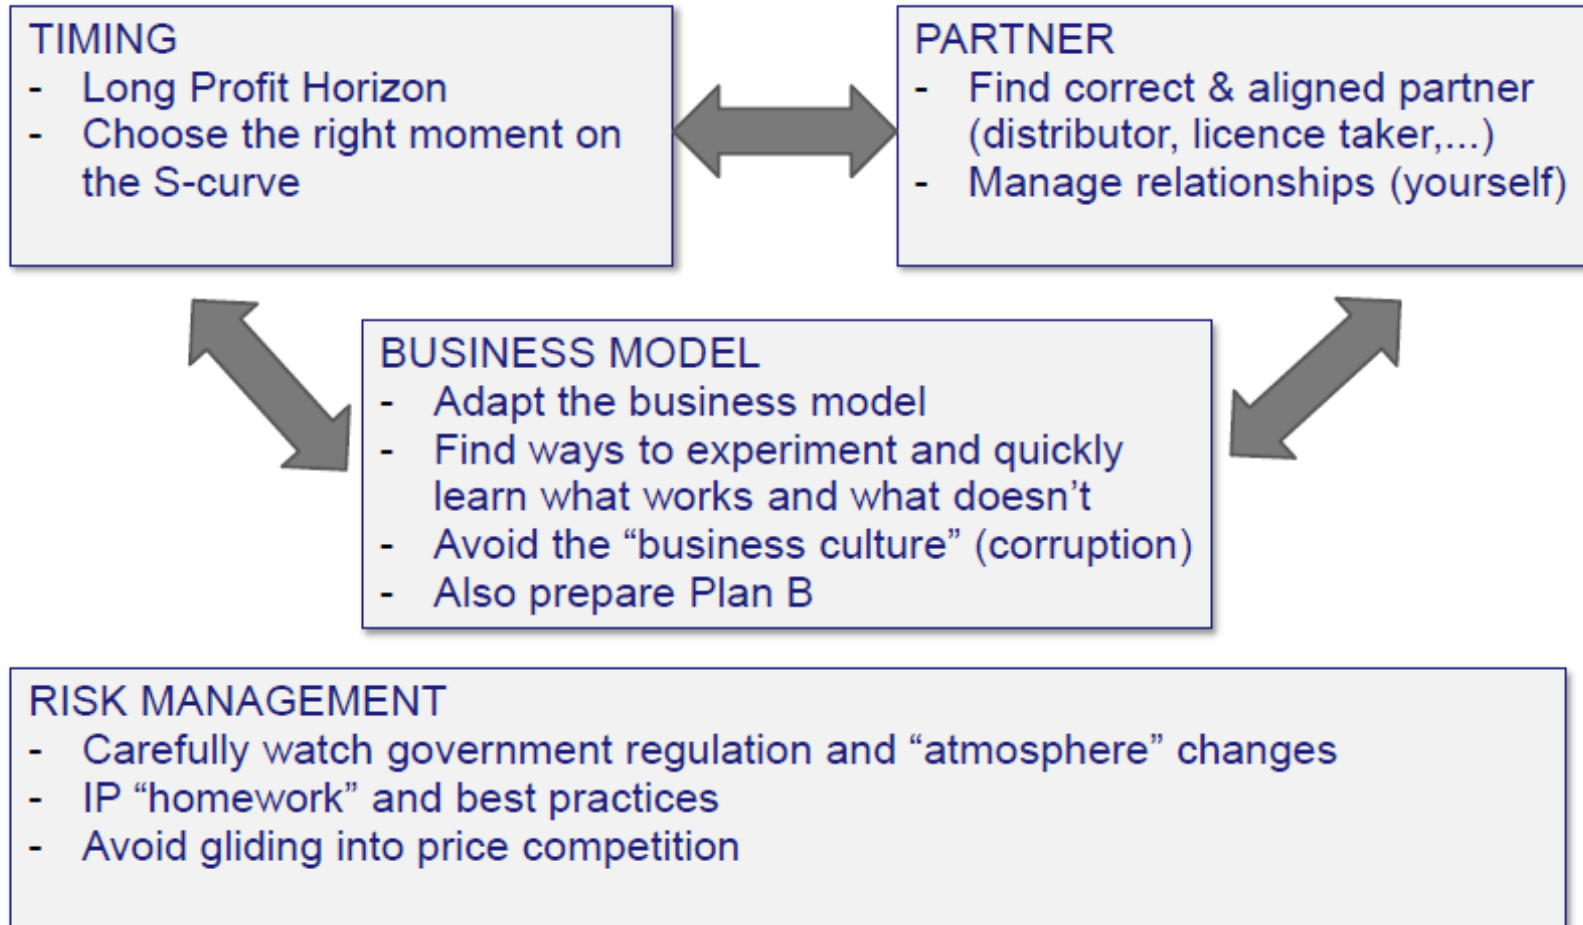 TIMING
- Long Profit Horizon
- Choose the right moment on
the S-curve
PARTNER
- Find correct & aligned partner
(distributor, licence taker,...)
- Manage relationships (yourself)
BUSINESS MODEL
- Adapt the business model
- Find ways to experiment and quickly
learn what works and what doesn’t
- Avoid the “business culture” (corruption)
- Also prepare Plan B
RISK MANAGEMENT
- Carefully watch government regulation and “atmosphere” changes
- IP “homework” and best practices
- Avoid gliding into price competition